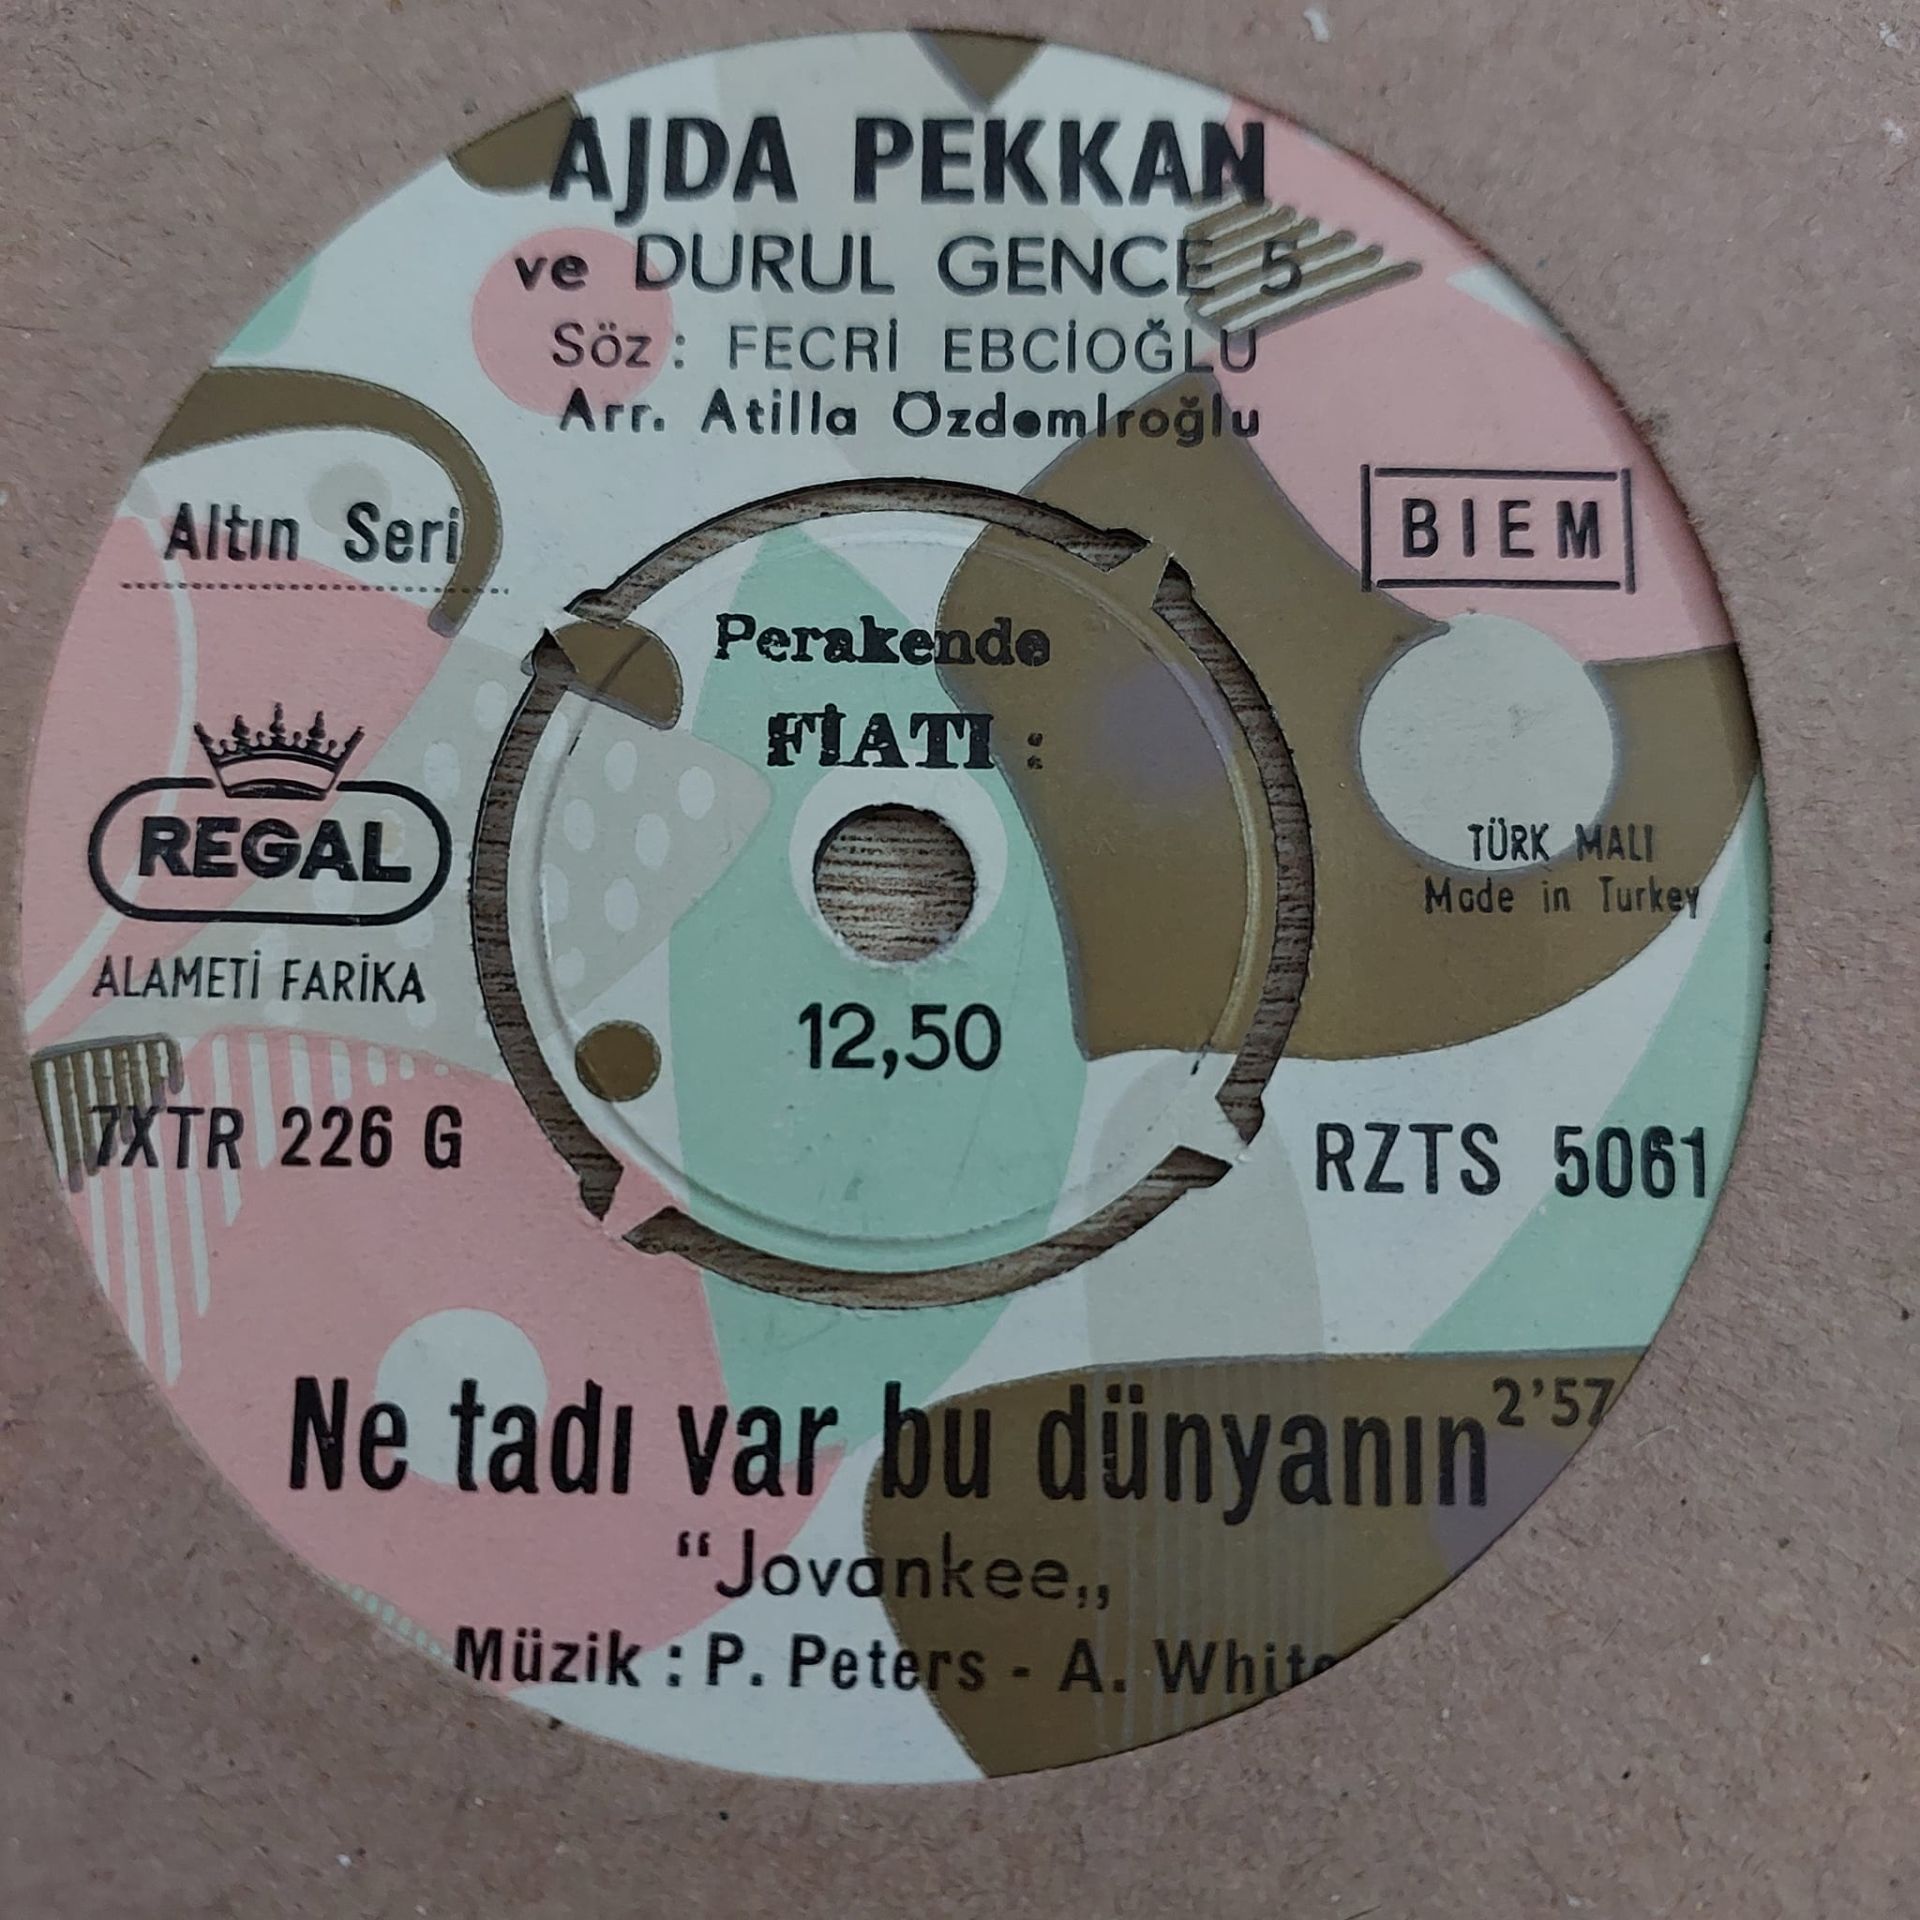 AJDA PEKKAN
ve DURUL GENCE 5
Söz : FECRİ EBCİOĞLU
Arr. Atilla Özdemiroğlu
Altın Seri
BIEM
Perakende
FİATI :
REGAL
ALAMETİ FARİKA
TÜRK MALI
Made in Turkey
12,50
7XTR 226 G
RZTS 5061
Ne tadı var bu dünyanın 2’57
“Jovankee„
Müzik : P. Peters - A. White